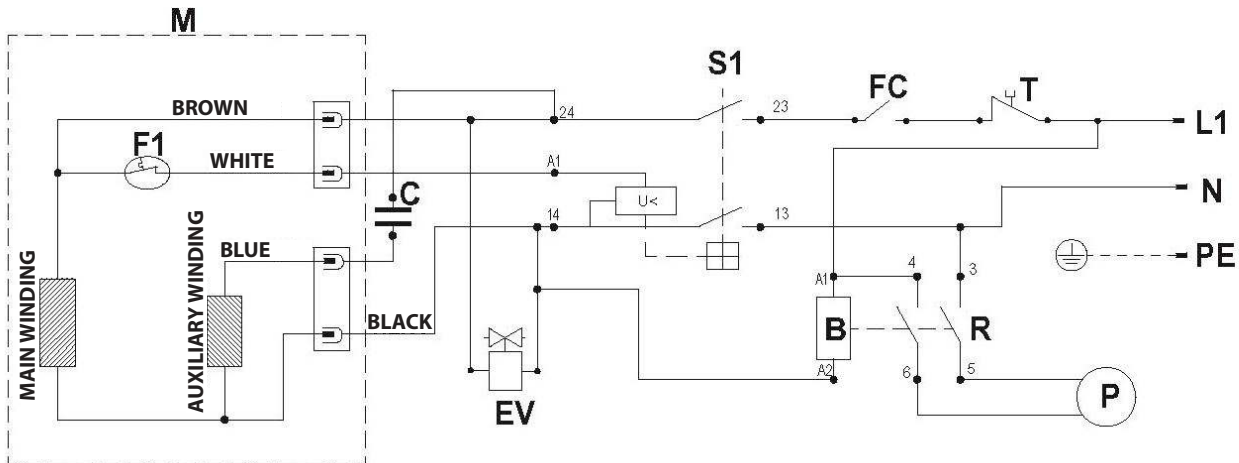 M
S1
BROWN
24
23
FC
T
L1
F1
WHITE
A1
C
U<
N
14
13
BLUE
PE
MAIN WINDING
AUXILIARY WINDING
BLACK
4
3
A1
B
R
A2
6
5
EV
P